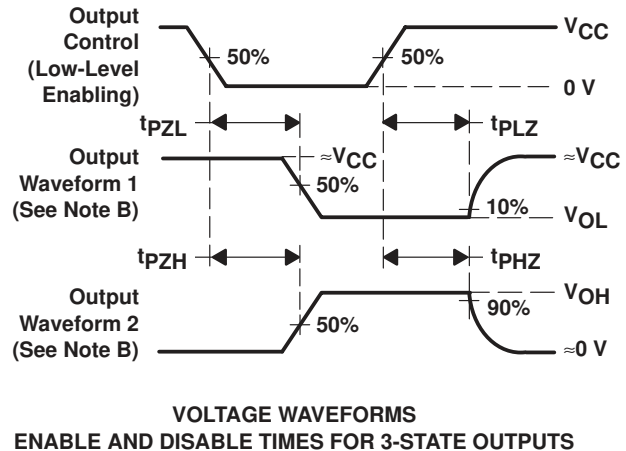 Output
Control
(Low-Level
Enabling)
50%
50%
VCC
0 V
tPZL
tPLZ
Output
Waveform 1
(See Note B)
≈VCC
50%
≈VCC
10%
VOL
tPZH
tPHZ
Output
Waveform 2
(See Note B)
50%
VOH
90%
≈0 V
VOLTAGE WAVEFORMS
ENABLE AND DISABLE TIMES FOR 3-STATE OUTPUTS